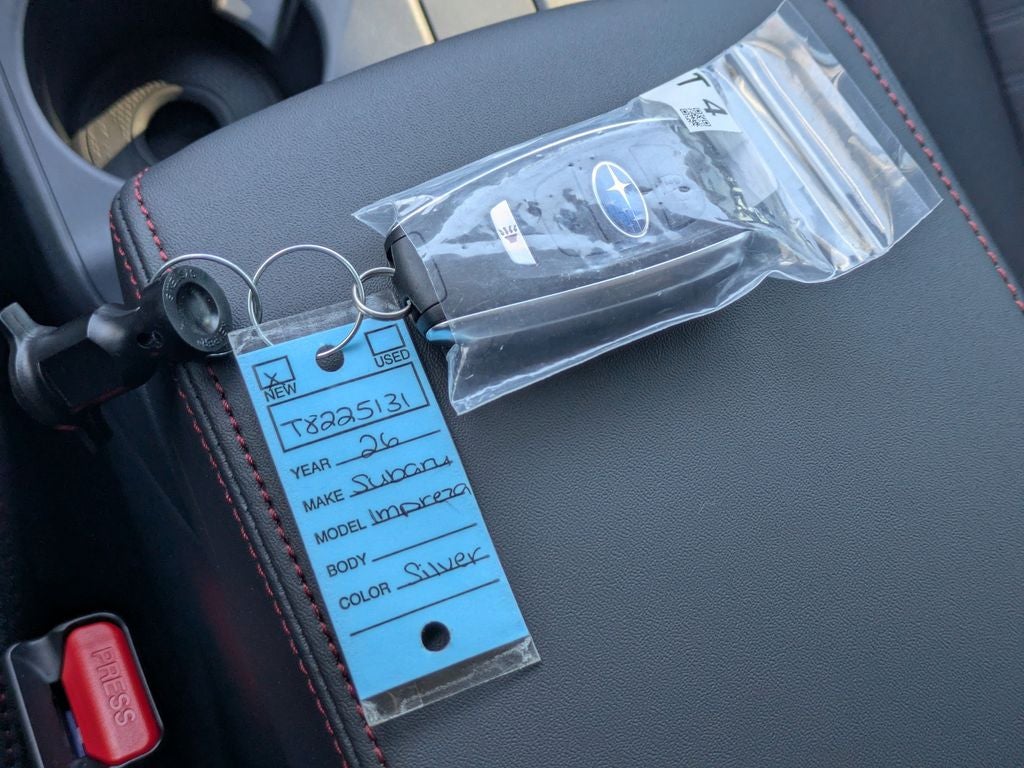 T 4
NEW
USED
X
T8225131
YEAR 26
MAKE Subaru
MODEL Impreza
BODY
COLOR Silver
PRESS